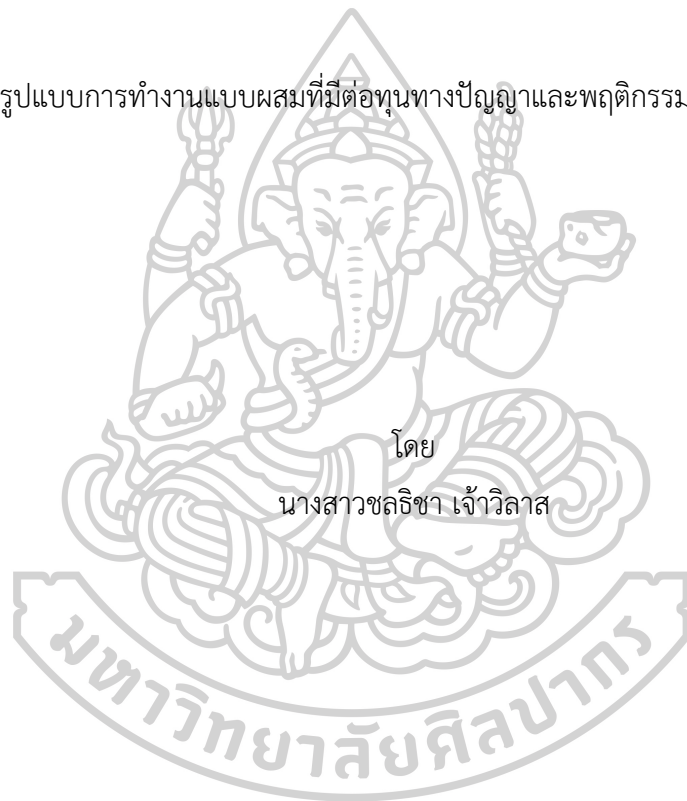 รูปแบบการทำงานแบบผสมที่มีต่อทุนทางปัญญาและพฤติกรรม
โดย
นางสาวชลธิชา เจ้าวิลาส
มหาวิทยาลัยศิลปากร